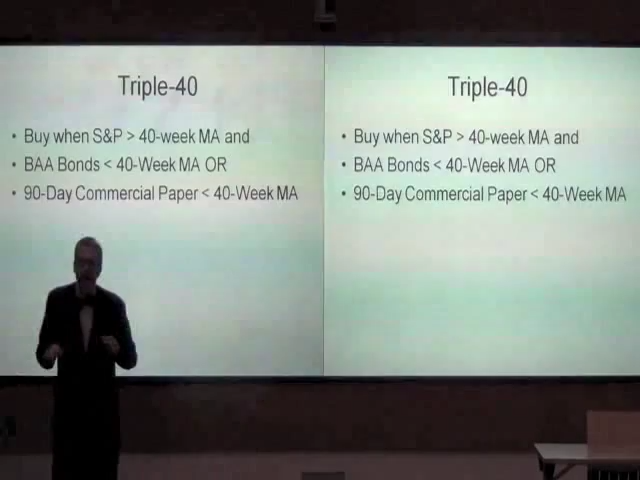 Triple-40
• Buy when S&P > 40-week MA and
• BAA Bonds < 40-Week MA OR
• 90-Day Commercial Paper < 40-Week MA
Triple-40
• Buy when S&P > 40-week MA and
• BAA Bonds < 40-Week MA OR
• 90-Day Commercial Paper < 40-Week MA